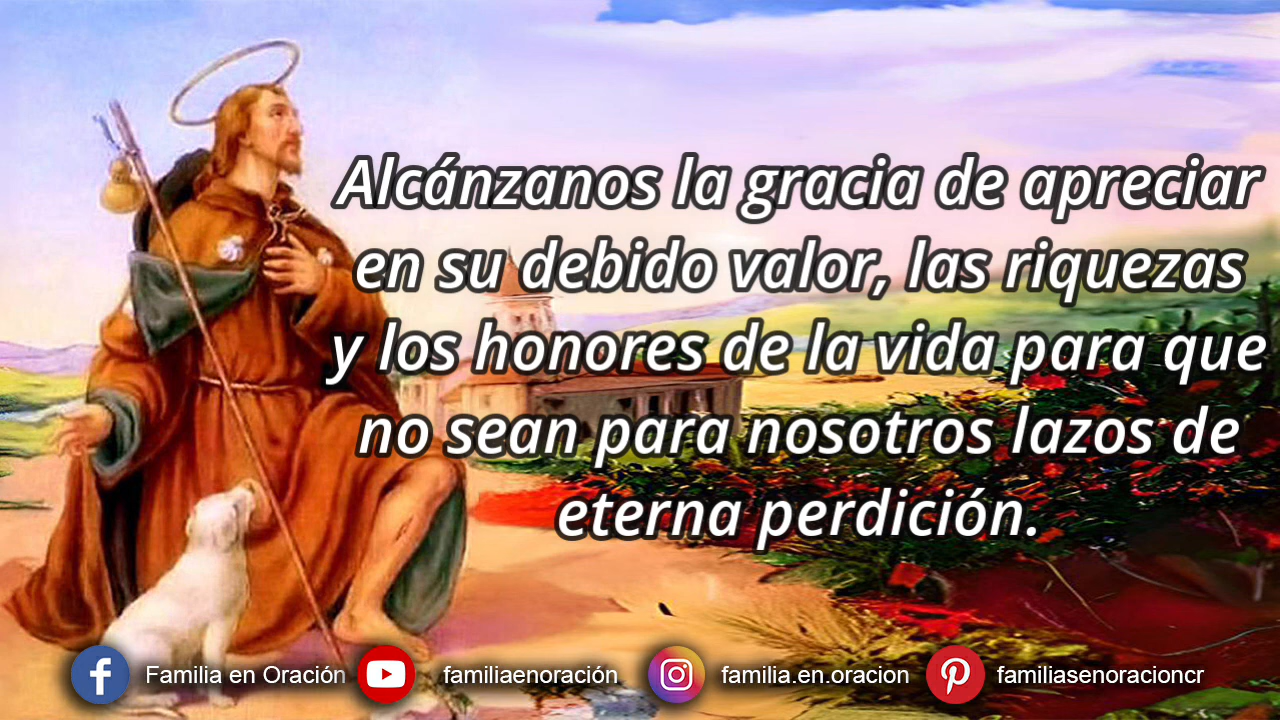 Alcánzanos la gracia de apreciar
en su debido valor, las riquezas
y los honores de la vida para que
no sean para nosotros lazos de
eterna perdición.
Familia en Oración familiaenoración familia.en.oracion familiasenoracioncr